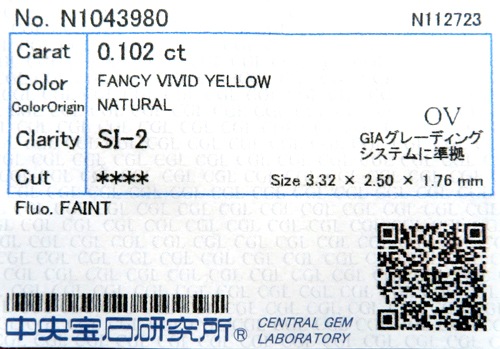 No. N1043980 N112723
Carat 0.102 ct
Color FANCY VIVID YELLOW
ColorOrigin NATURAL
Clarity SI-2 OV
GIAグレーディング
システムに準拠
Cut **** Size 3.32 × 2.50 × 1.76 mm
Fluo. FAINT
中央宝石研究所® CENTRAL GEM
LABORATORY